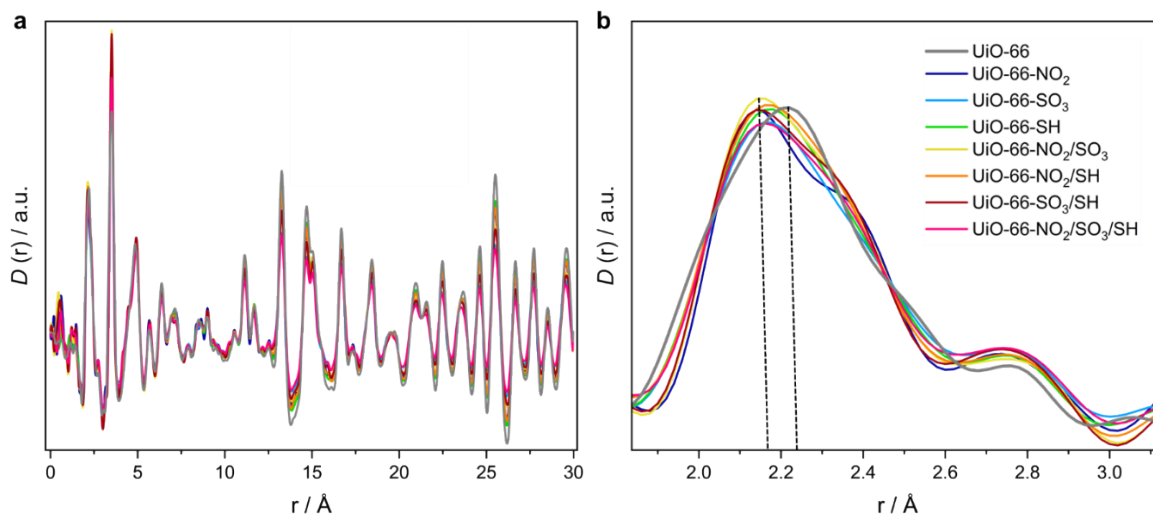 a
D (r) / a.u.
0 5 10 15 20 25 30
r / Å
b
D (r) / a.u.
UiO-66
UiO-66-NO₂
UiO-66-SO₃
UiO-66-SH
UiO-66-NO₂/SO₃
UiO-66-NO₂/SH
UiO-66-SO₃/SH
UiO-66-NO₂/SO₃/SH
2.0 2.2 2.4 2.6 2.8 3.0
r / Å